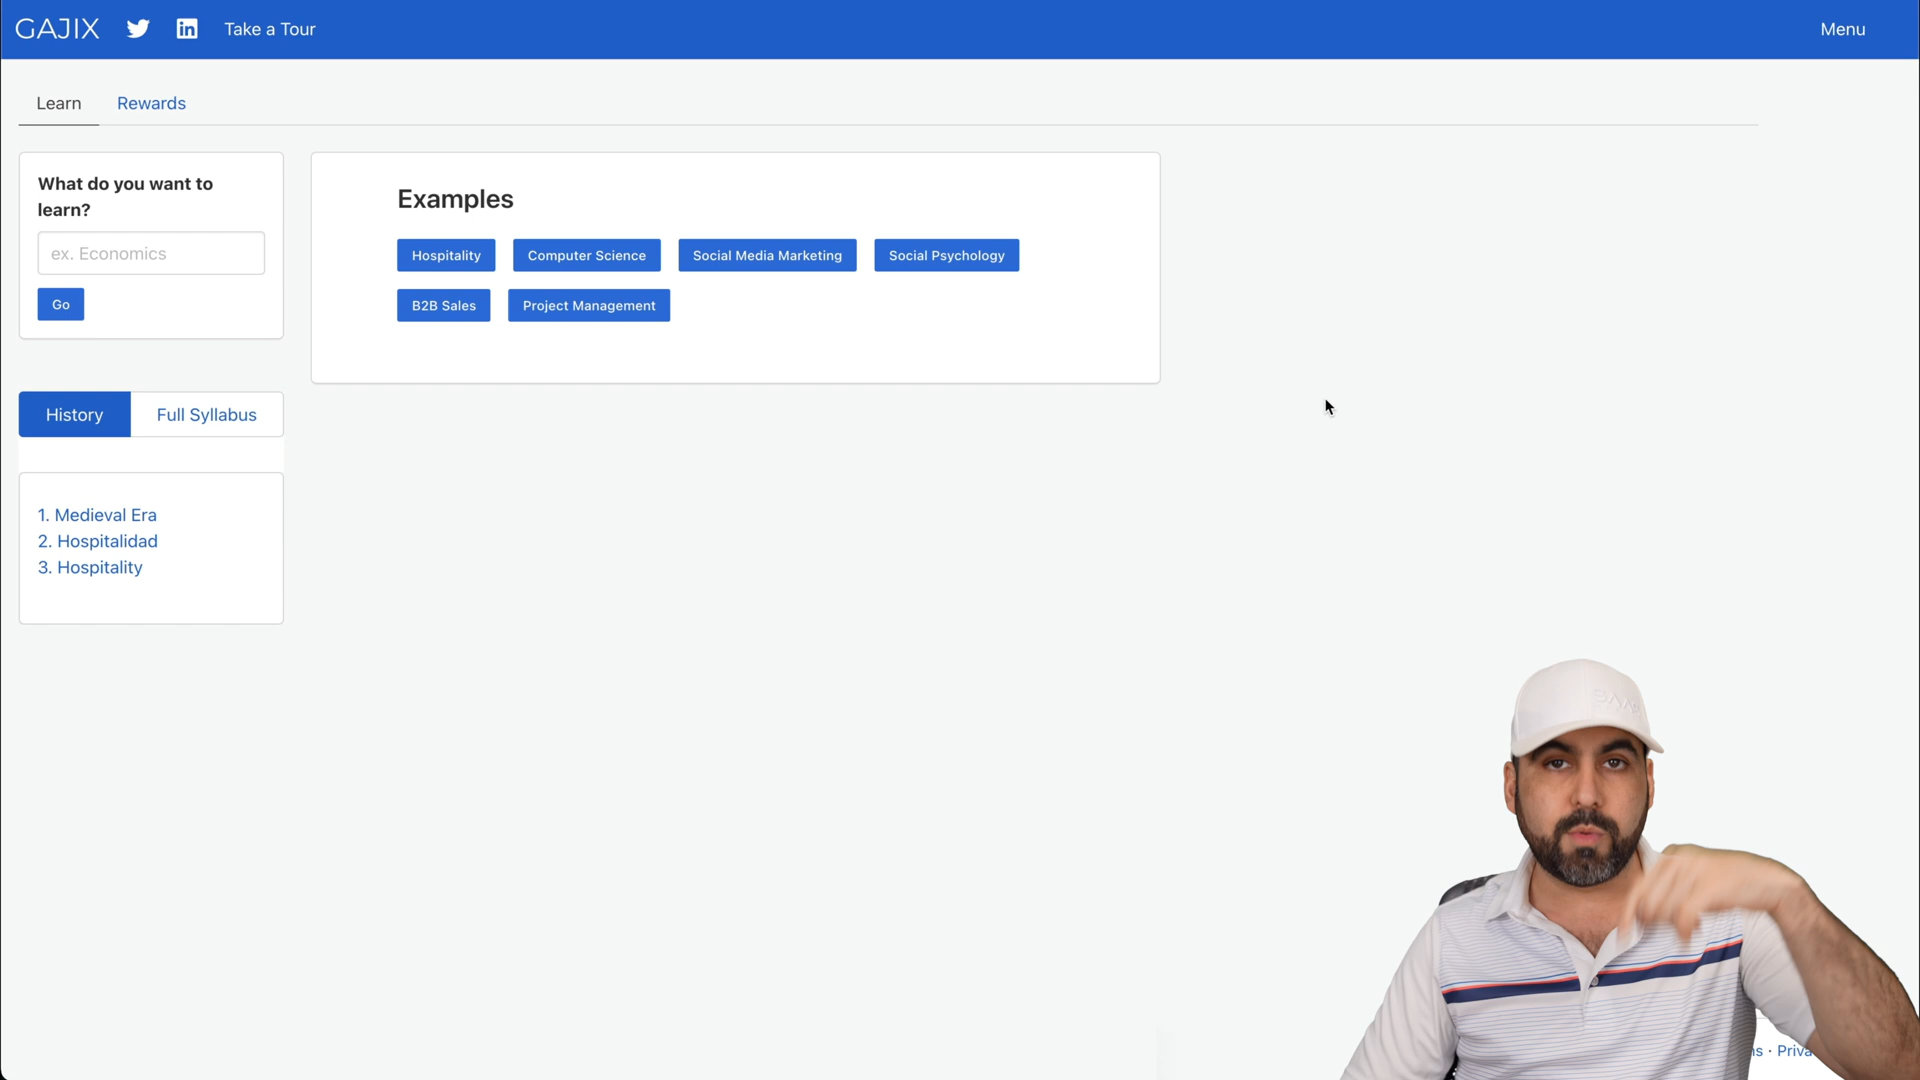 GAJIX Take a Tour Menu
Learn Rewards
What do you want to
learn?
ex. Economics
Go
Examples
Hospitality Computer Science Social Media Marketing Social Psychology
B2B Sales Project Management
History Full Syllabus
1. Medieval Era
2. Hospitalidad
3. Hospitality